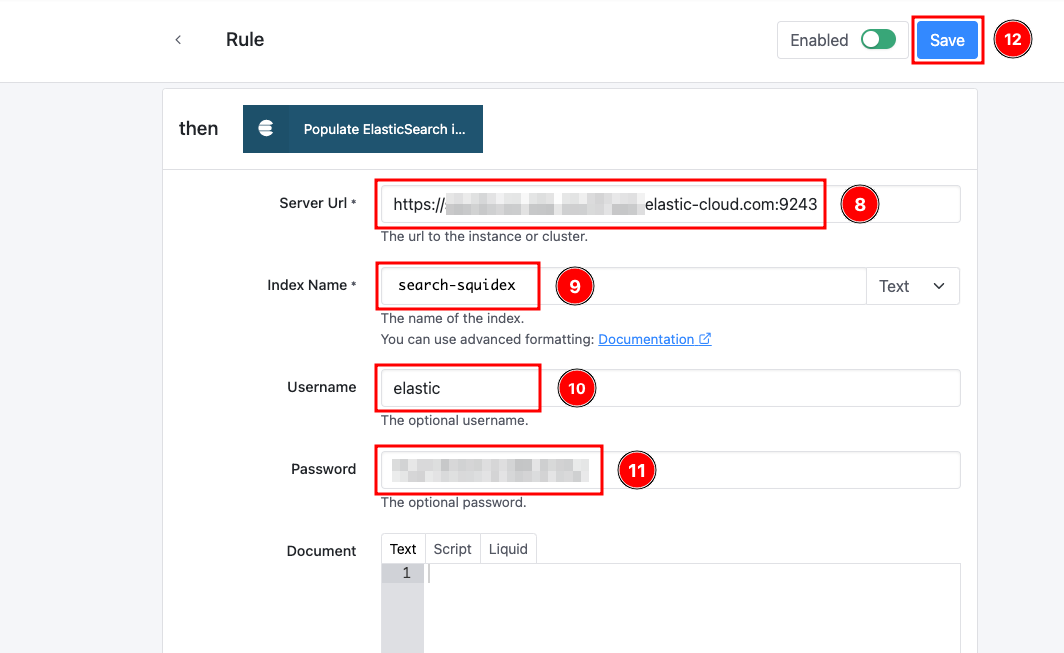 Rule
Enabled
Save
12
then
Populate ElasticSearch i...
Server Url *
https://
elastic-cloud.com:9243
8
The url to the instance or cluster.
Index Name *
search-squidex
9
Text
The name of the index.
You can use advanced formatting: Documentation
Username
elastic
10
The optional username.
Password
11
The optional password.
Document
Text
Script
Liquid
1